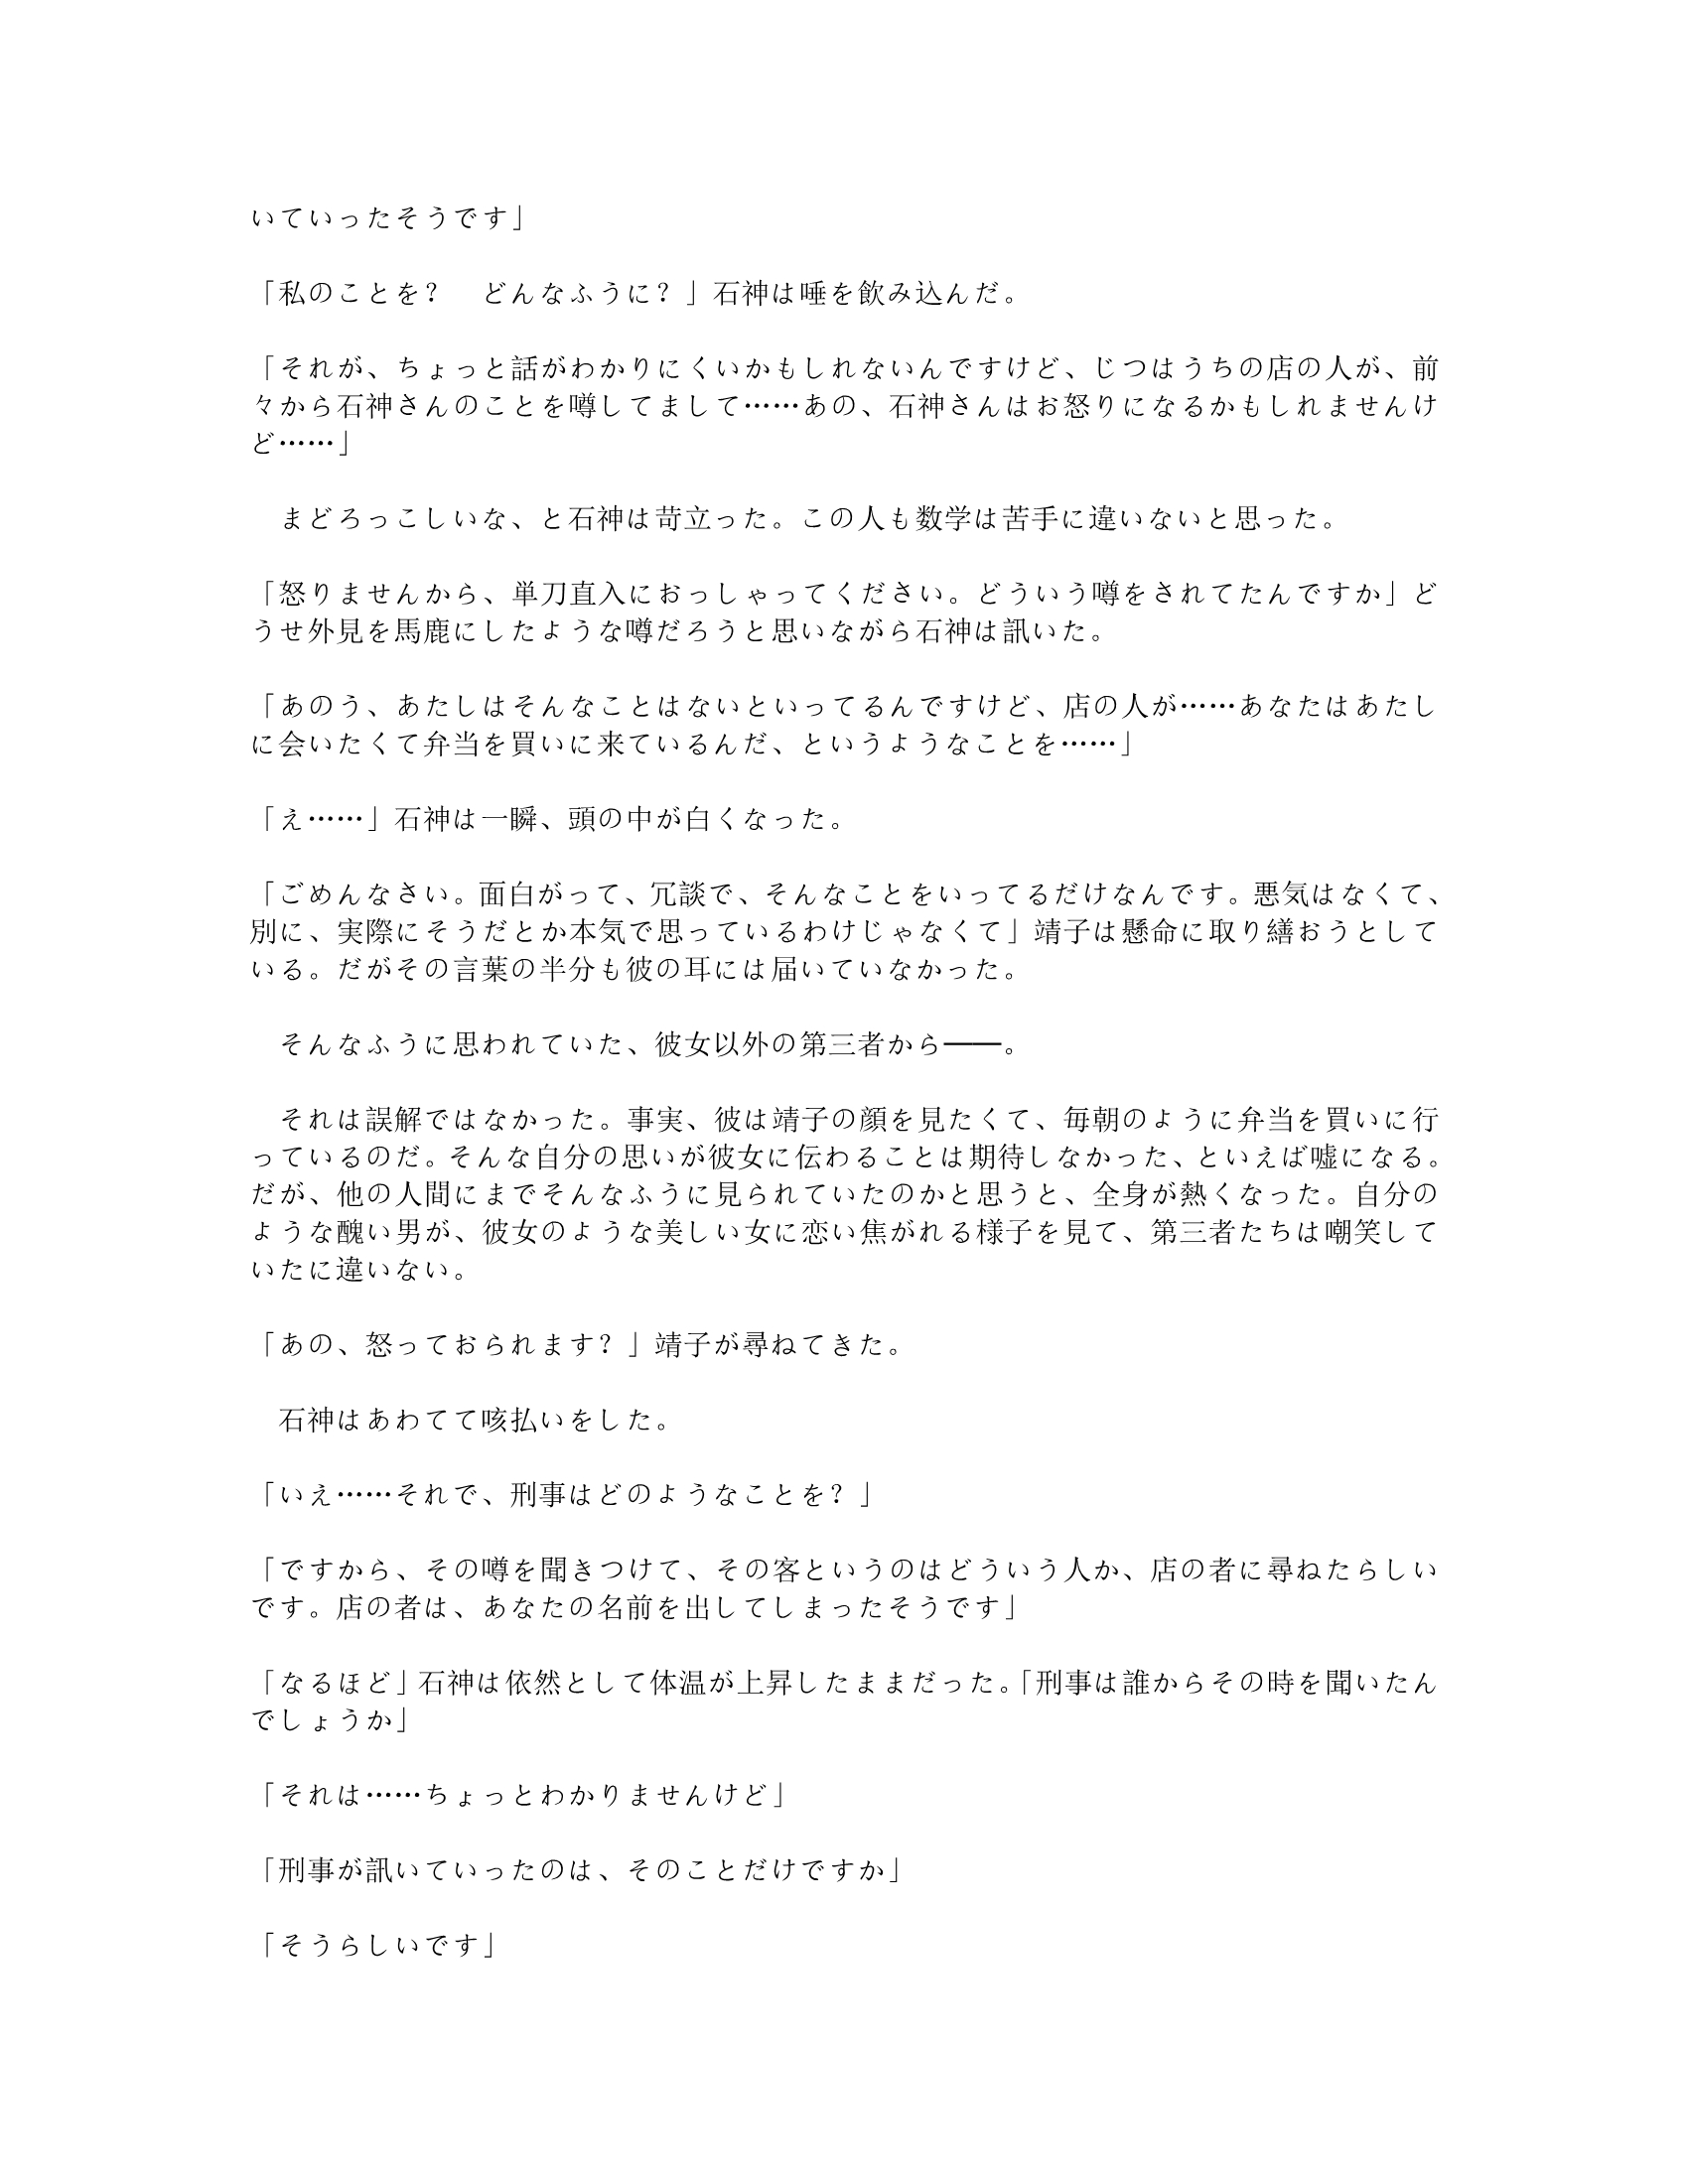 いていったそうです」
「私のことを？　どんなふうに？」石神は唾を飲み込んだ。
「それが、ちょっと話がわかりにくいかもしれないんですけど、じつはうちの店の人が、前
々から石神さんのことを噂してまして……あの、石神さんはお怒りになるかもしれませんけ
ど……」
　まどろっこしいな、と石神は苛立った。この人も数学は苦手に違いないと思った。
「怒りませんから、単刀直入におっしゃってください。どういう噂をされてたんですか」ど
うせ外見を馬鹿にしたような噂だろうと思いながら石神は訊いた。
「あのう、あたしはそんなことはないといってるんですけど、店の人が……あなたはあたし
に会いたくて弁当を買いに来ているんだ、というようなことを……」
「え……」石神は一瞬、頭の中が白くなった。
「ごめんなさい。面白がって、冗談で、そんなことをいってるだけなんです。悪気はなくて、
別に、実際にそうだとか本気で思っているわけじゃなくて」靖子は懸命に取り繕おうとして
いる。だがその言葉の半分も彼の耳には届いていなかった。
　そんなふうに思われていた、彼女以外の第三者から――。
　それは誤解ではなかった。事実、彼は靖子の顔を見たくて、毎朝のように弁当を買いに行
っているのだ。そんな自分の思いが彼女に伝わることは期待しなかった、といえば嘘になる。
だが、他の人間にまでそんなふうに見られていたのかと思うと、全身が熱くなった。自分の
ような醜い男が、彼女のような美しい女に恋い焦がれる様子を見て、第三者たちは嘲笑して
いたに違いない。
「あの、怒っておられます？」靖子が尋ねてきた。
　石神はあわてて咳払いをした。
「いえ……それで、刑事はどのようなことを？」
「ですから、その噂を聞きつけて、その客というのはどういう人か、店の者に尋ねたらしい
です。店の者は、あなたの名前を出してしまったそうです」
「なるほど」石神は依然として体温が上昇したままだった。「刑事は誰からその時を聞いたん
でしょうか」
「それは……ちょっとわかりませんけど」
「刑事が訊いていったのは、そのことだけですか」
「そうらしいです」